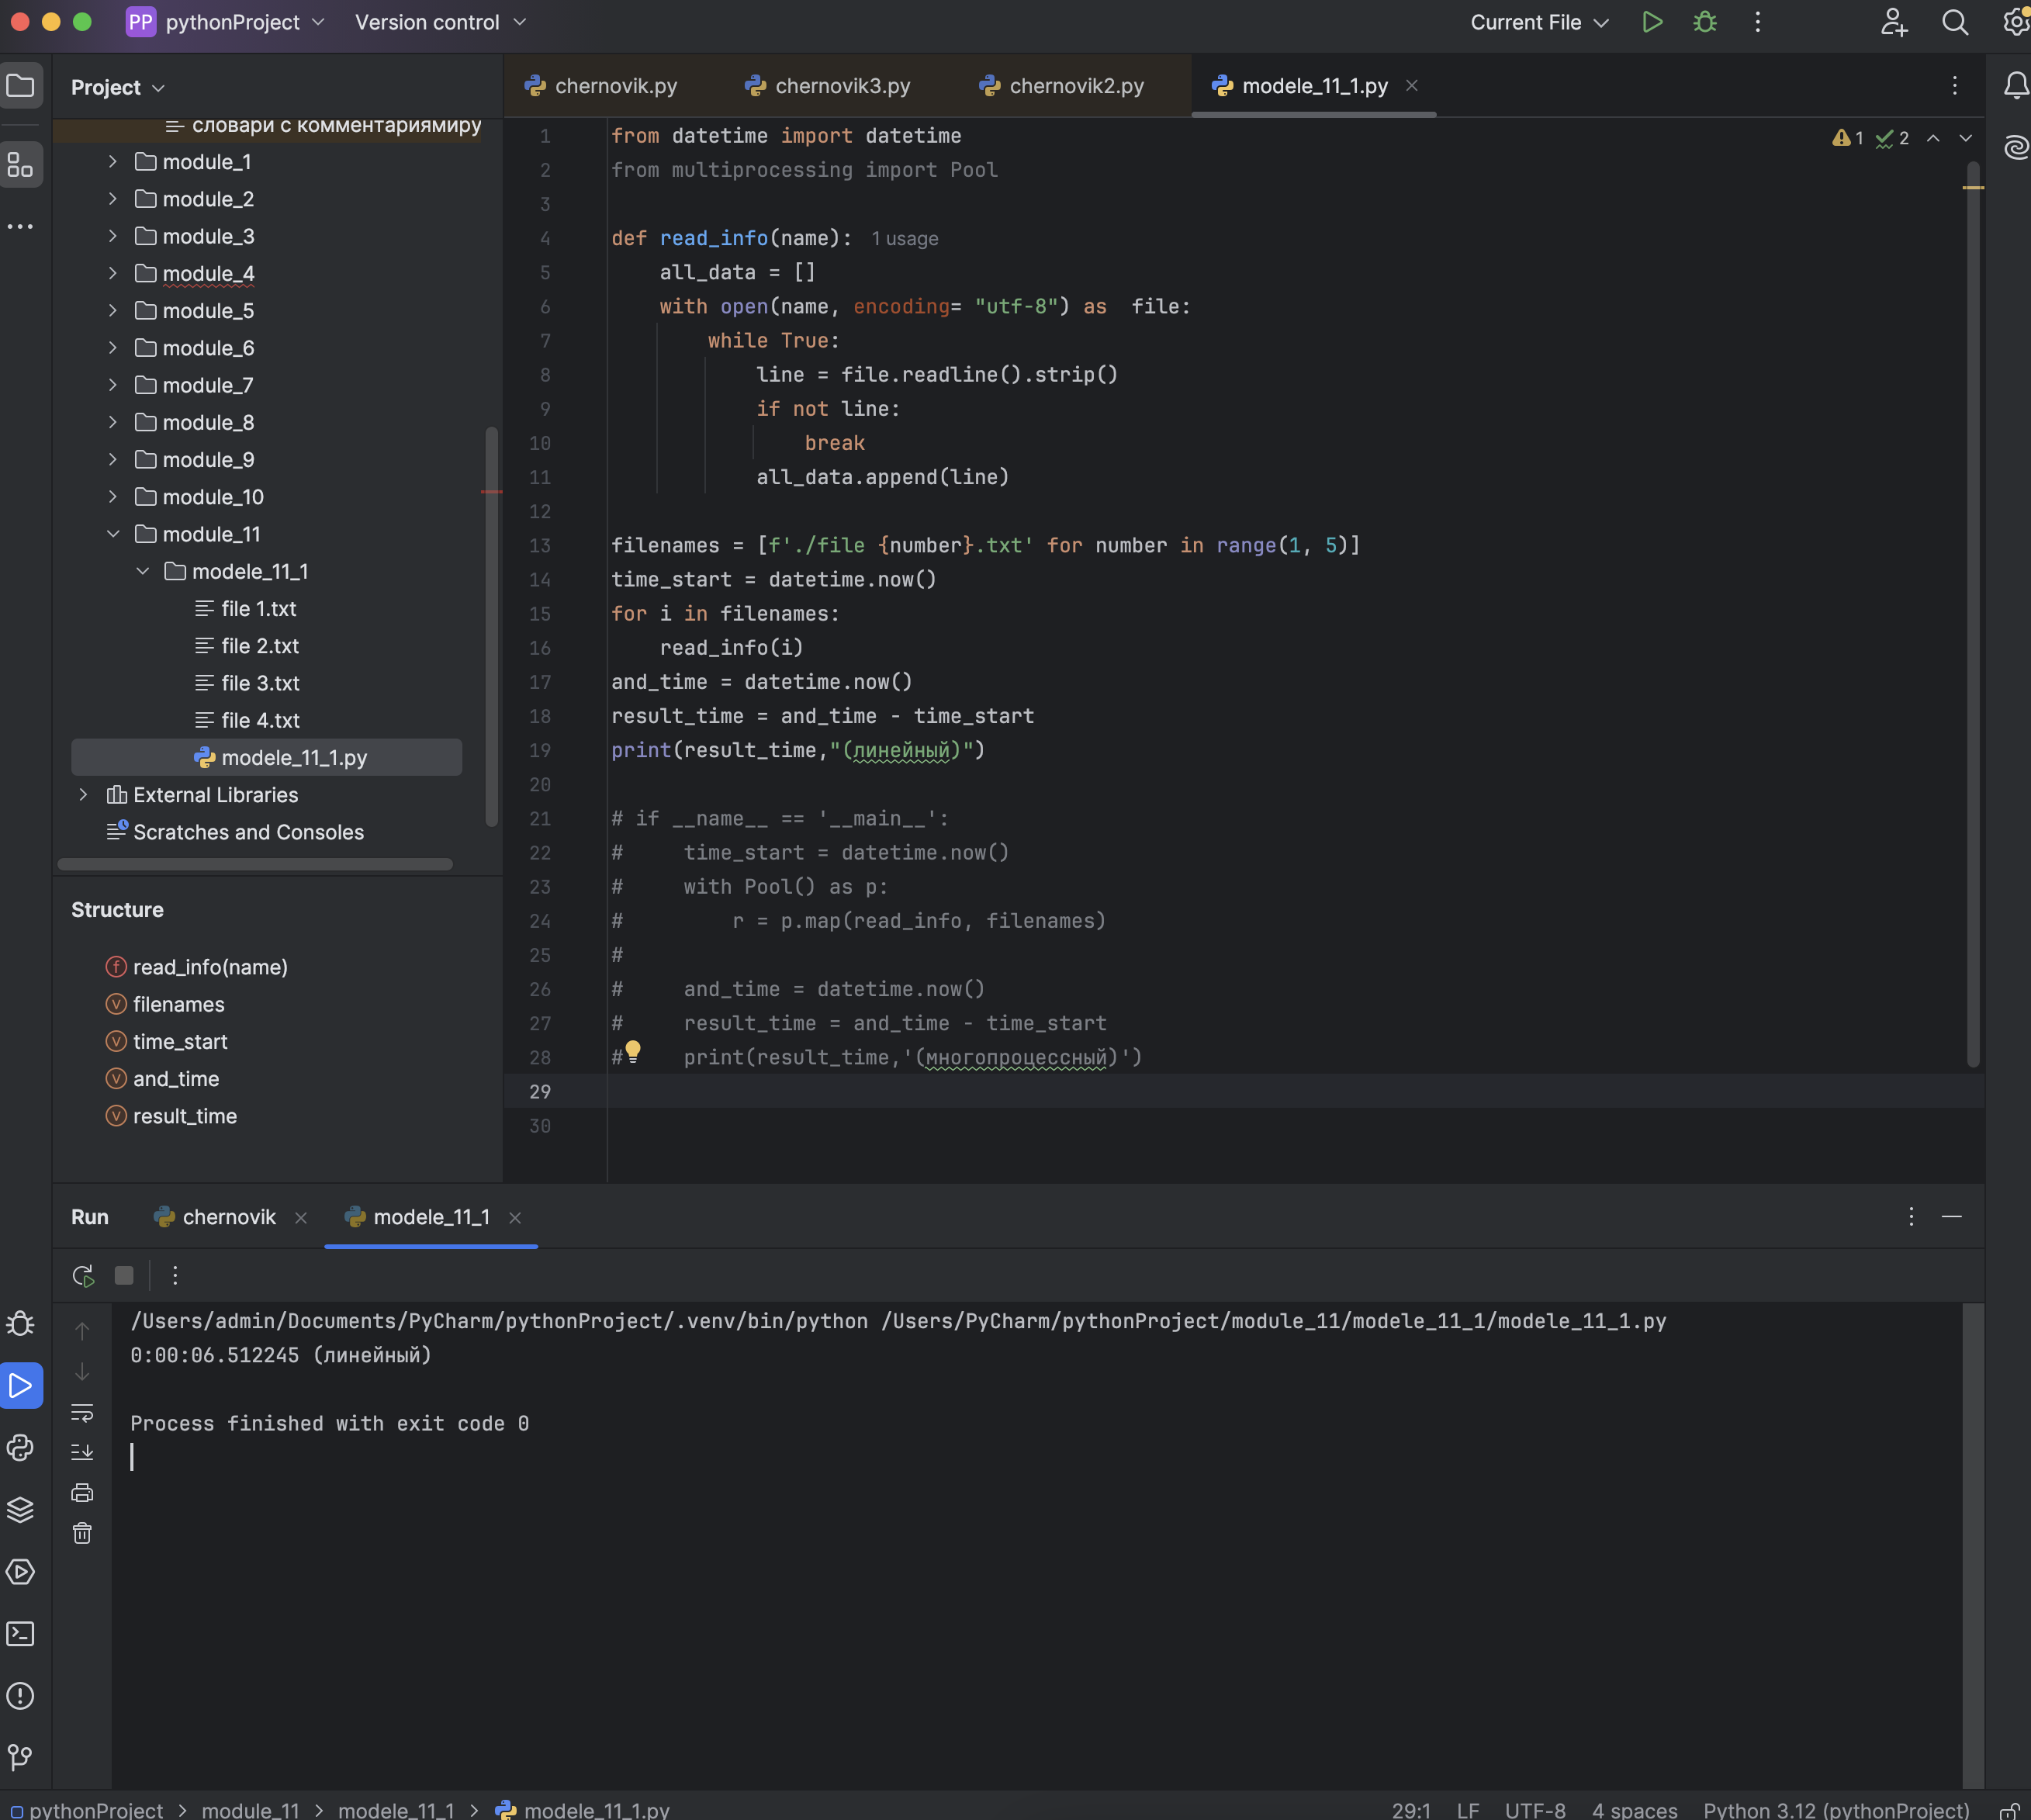 PP pythonProject Version control Current File
Project
chernovik.py chernovik3.py chernovik2.py modele_11_1.py
словари с комментариямиру
module_1
module_2
module_3
module_4
module_5
module_6
module_7
module_8
module_9
module_10
module_11
modele_11_1
file 1.txt
file 2.txt
file 3.txt
file 4.txt
modele_11_1.py
External Libraries
Scratches and Consoles
Structure
f read_info(name)
v filenames
v time_start
v and_time
v result_time
1 2
1 from datetime import datetime
2 from multiprocessing import Pool
3
4 def read_info(name): 1 usage
5 all_data = []
6 with open(name, encoding= "utf-8") as  file:
7 while True:
8 line = file.readline().strip()
9 if not line:
10 break
11 all_data.append(line)
12
13 filenames = [f'./file {number}.txt' for number in range(1, 5)]
14 time_start = datetime.now()
15 for i in filenames:
16 read_info(i)
17 and_time = datetime.now()
18 result_time = and_time - time_start
19 print(result_time,"(линейный)")
20
21 # if __name__ == '__main__':
22 #     time_start = datetime.now()
23 #     with Pool() as p:
24 #         r = p.map(read_info, filenames)
25 #
26 #     and_time = datetime.now()
27 #     result_time = and_time - time_start
28 #     print(result_time,'(многопроцессный)')
29
30
Run chernovik modele_11_1
/Users/admin/Documents/PyCharm/pythonProject/.venv/bin/python /Users/PyCharm/pythonProject/module_11/modele_11_1/modele_11_1.py
0:00:06.512245 (линейный)
Process finished with exit code 0
pythonProject > module_11 > modele_11_1 > modele_11_1.py 29:1 LF UTF-8 4 spaces Python 3.12 (pythonProject)